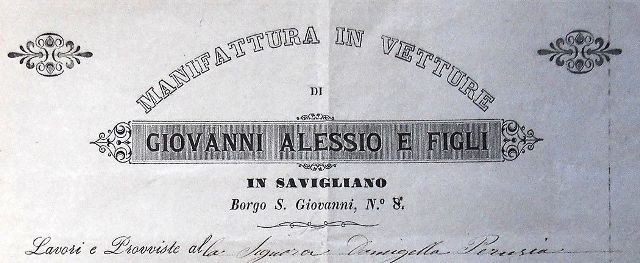 MANIFATTURA IN VETTURE
DI
GIOVANNI ALESSIO E FIGLI
IN SAVIGLIANO
Borgo S. Giovanni, N.º 8.
Lavori e Provviste alla Signora Damigella